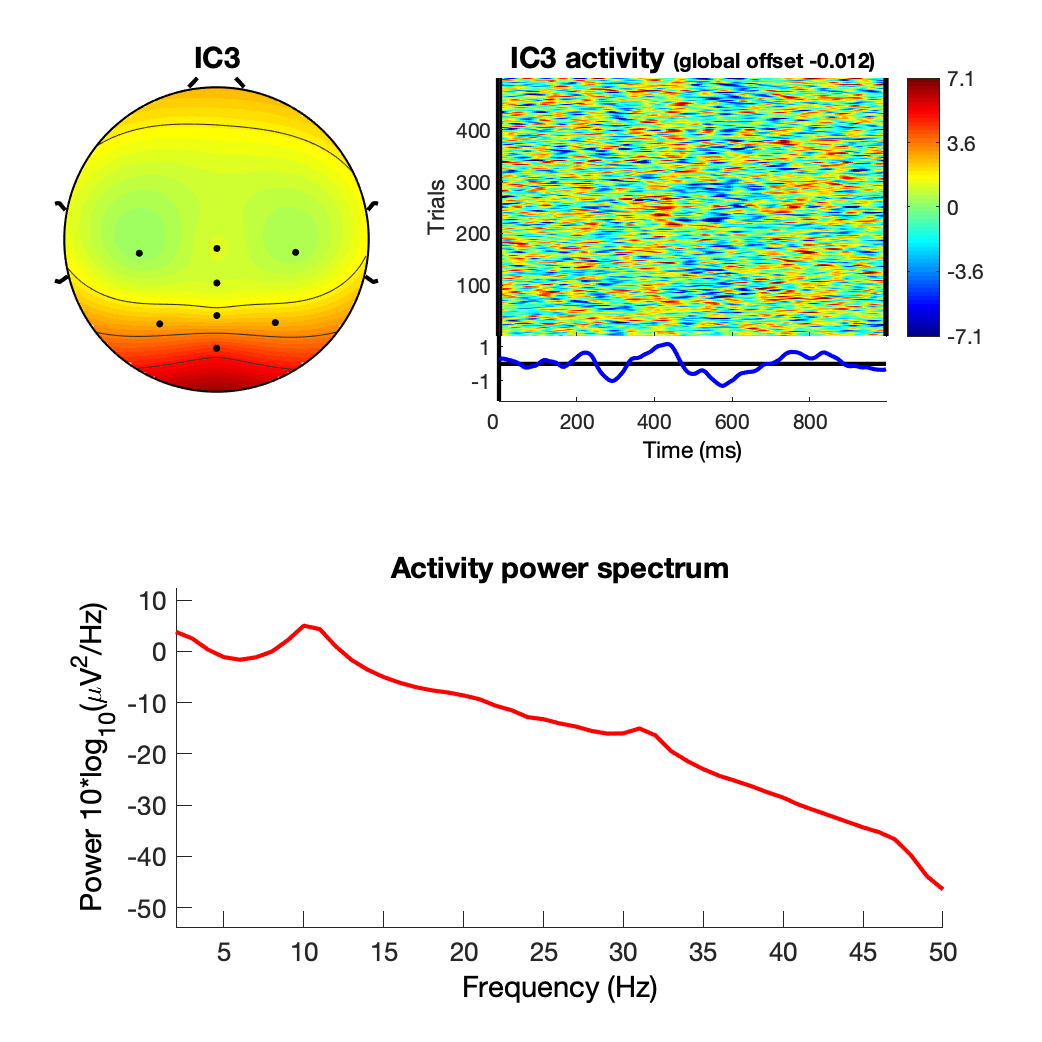 IC3
IC3 activity (global offset -0.012)
Trials
400
300
200
100
7.1
3.6
0
-3.6
-7.1
1
-1
0 200 400 600 800
Time (ms)
Activity power spectrum
Power 10*log10(μV2/Hz)
10
0
-10
-20
-30
-40
-50
5 10 15 20 25 30 35 40 45 50
Frequency (Hz)